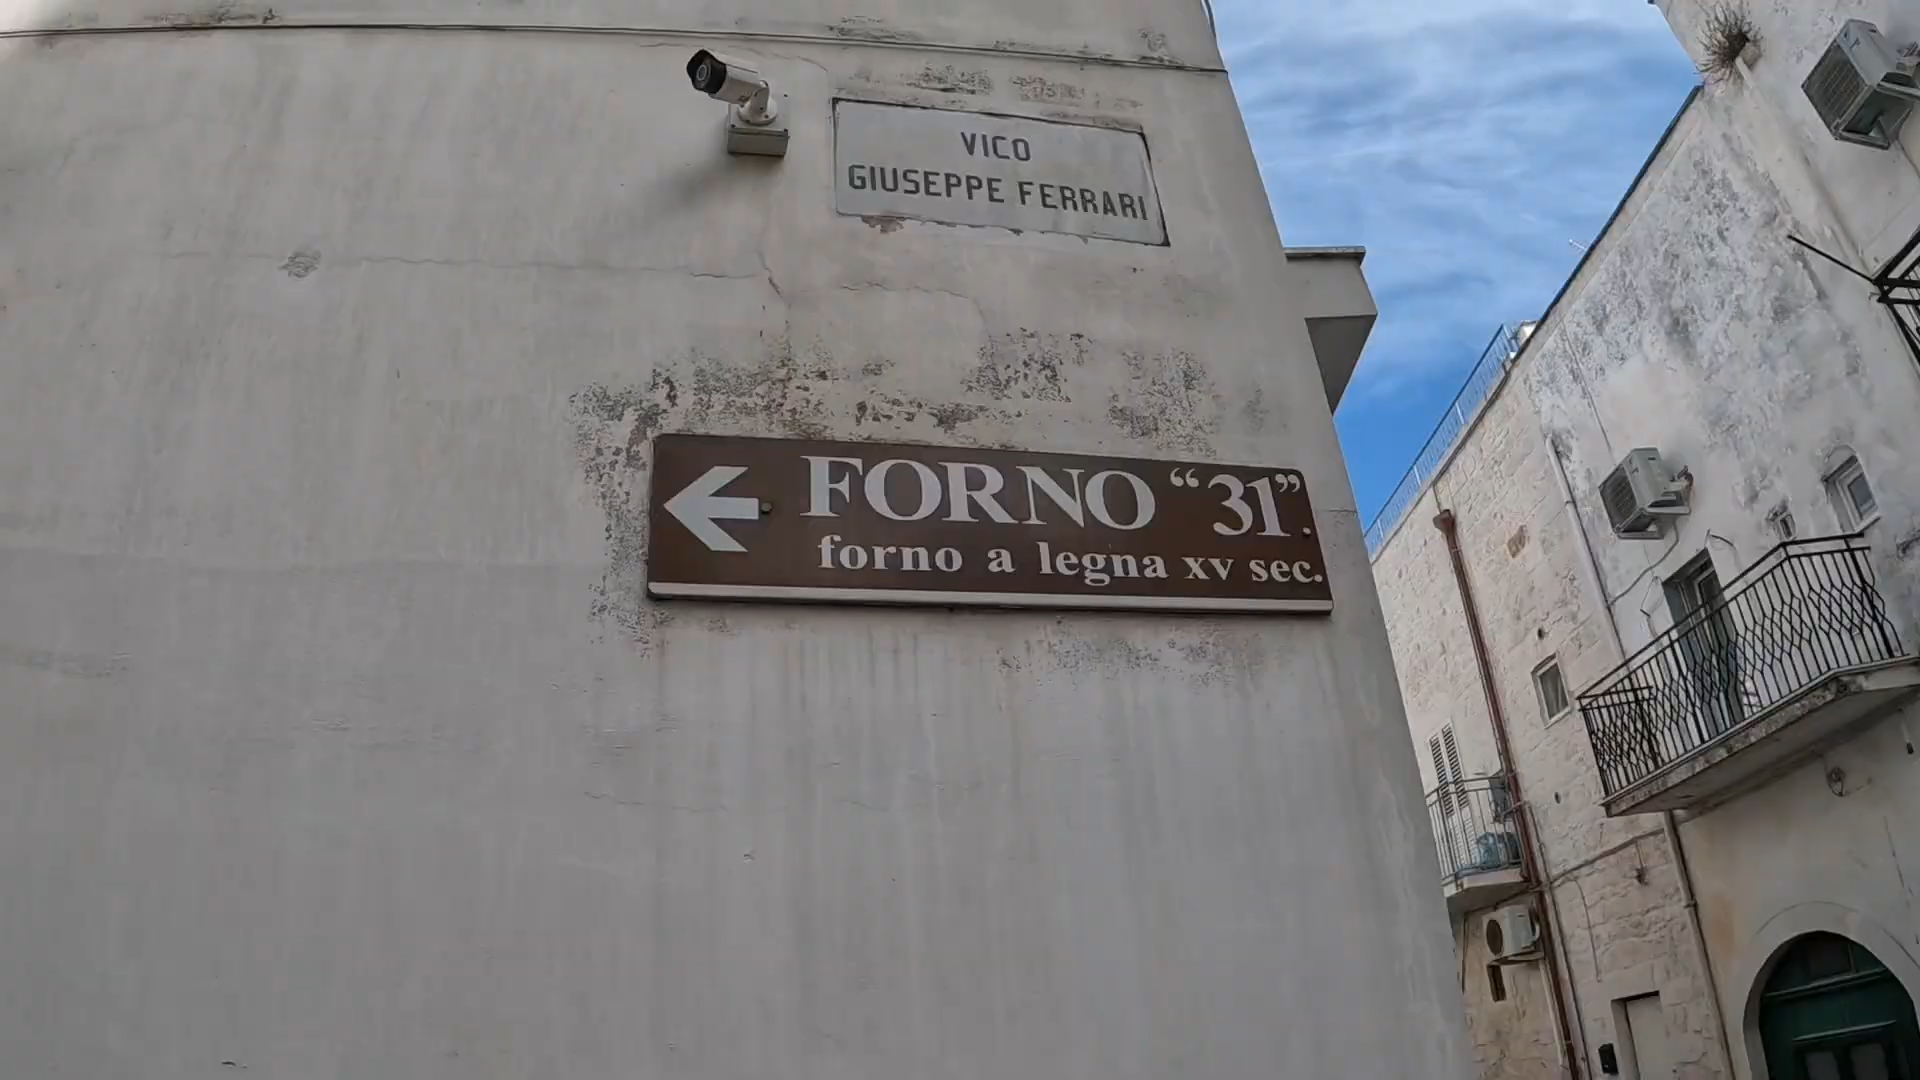 VICO
GIUSEPPE FERRARI
FORNO “31”.
forno a legna xv sec.